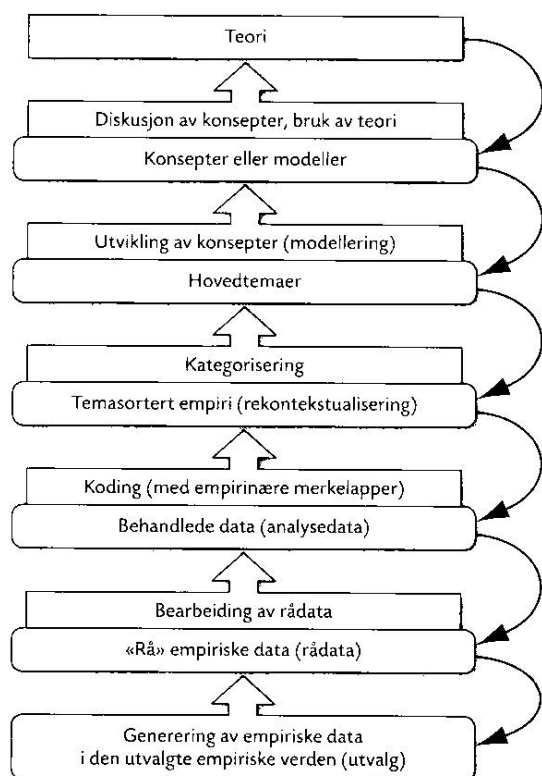 Teori
Diskusjon av konsepter, bruk av teori
Konsepter eller modeller
Utvikling av konsepter (modellering)
Hovedtemaer
Kategorisering
Temasortert empiri (rekontekstualisering)
Koding (med empirinære merkelapper)
Behandlede data (analysedata)
Bearbeiding av rådata
«Rå» empiriske data (rådata)
Generering av empiriske data
i den utvalgte empiriske verden (utvalg)